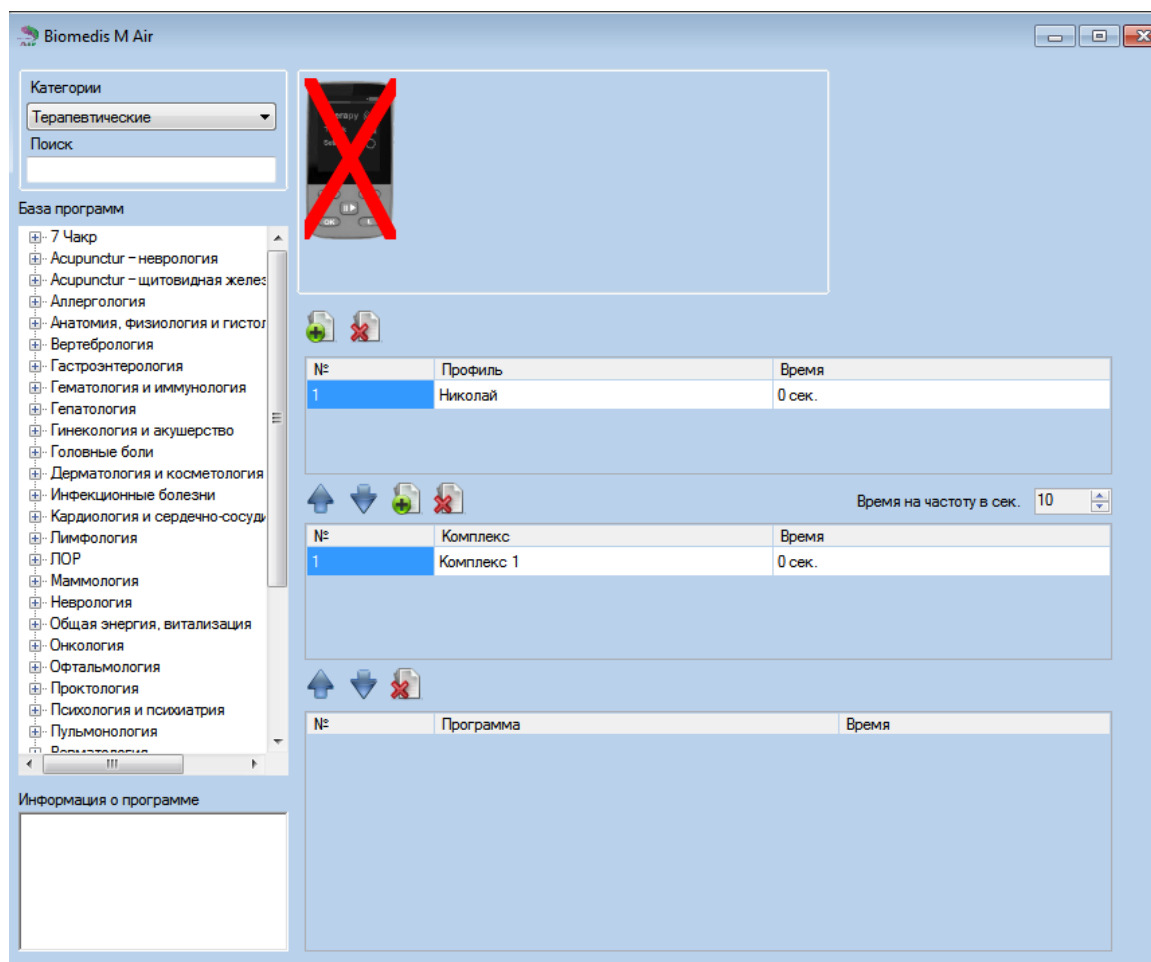 Biomedis M Air
Категории
Терапевтические
Поиск
База программ
7 Чакр
Acupunctur – неврология
Acupunctur – щитовидная желез
Аллергология
Анатомия, физиология и гистол
Вертебрология
Гастроэнтерология
Гематология и иммунология
Гепатология
Гинекология и акушерство
Головные боли
Дерматология и косметология
Инфекционные болезни
Кардиология и сердечно-сосуди
Лимфология
ЛОР
Маммология
Неврология
Общая энергия, витализация
Онкология
Офтальмология
Проктология
Психология и психиатрия
Пульмонология
Информация о программе
№ Профиль Время
1 Николай 0 сек.
Время на частоту в сек. 10
№ Комплекс Время
1 Комплекс 1 0 сек.
№ Программа Время